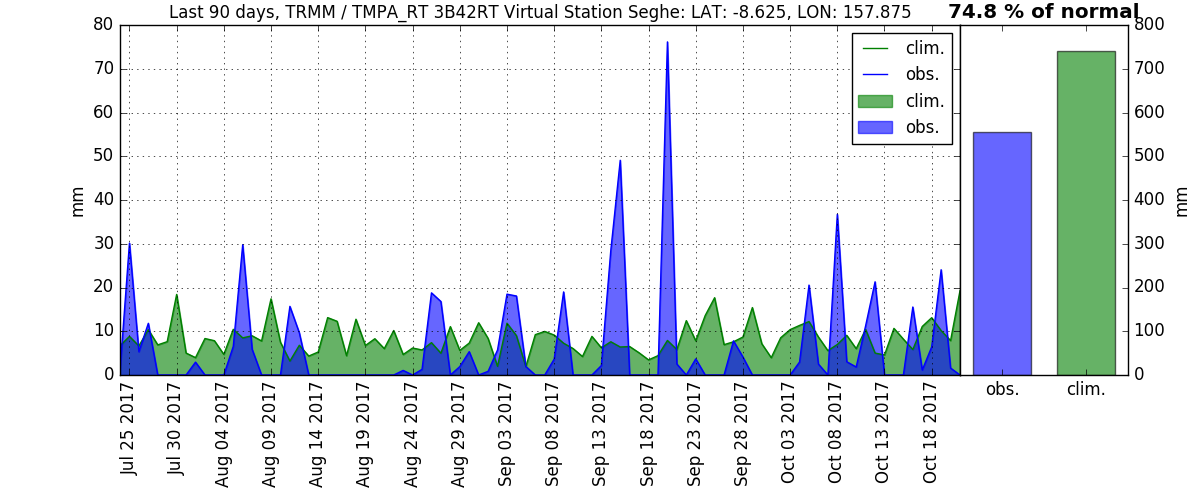 Last 90 days, TRMM / TMPA_RT 3B42RT Virtual Station Seghe: LAT: -8.625, LON: 157.875
74.8 % of normal
80
70
60
50
40
30
20
10
0
mm
clim.
obs.
clim.
obs.
800
700
600
500
400
300
200
100
0
mm
Jul 25 2017
Jul 30 2017
Aug 04 2017
Aug 09 2017
Aug 14 2017
Aug 19 2017
Aug 24 2017
Aug 29 2017
Sep 03 2017
Sep 08 2017
Sep 13 2017
Sep 18 2017
Sep 23 2017
Sep 28 2017
Oct 03 2017
Oct 08 2017
Oct 13 2017
Oct 18 2017
obs.
clim.